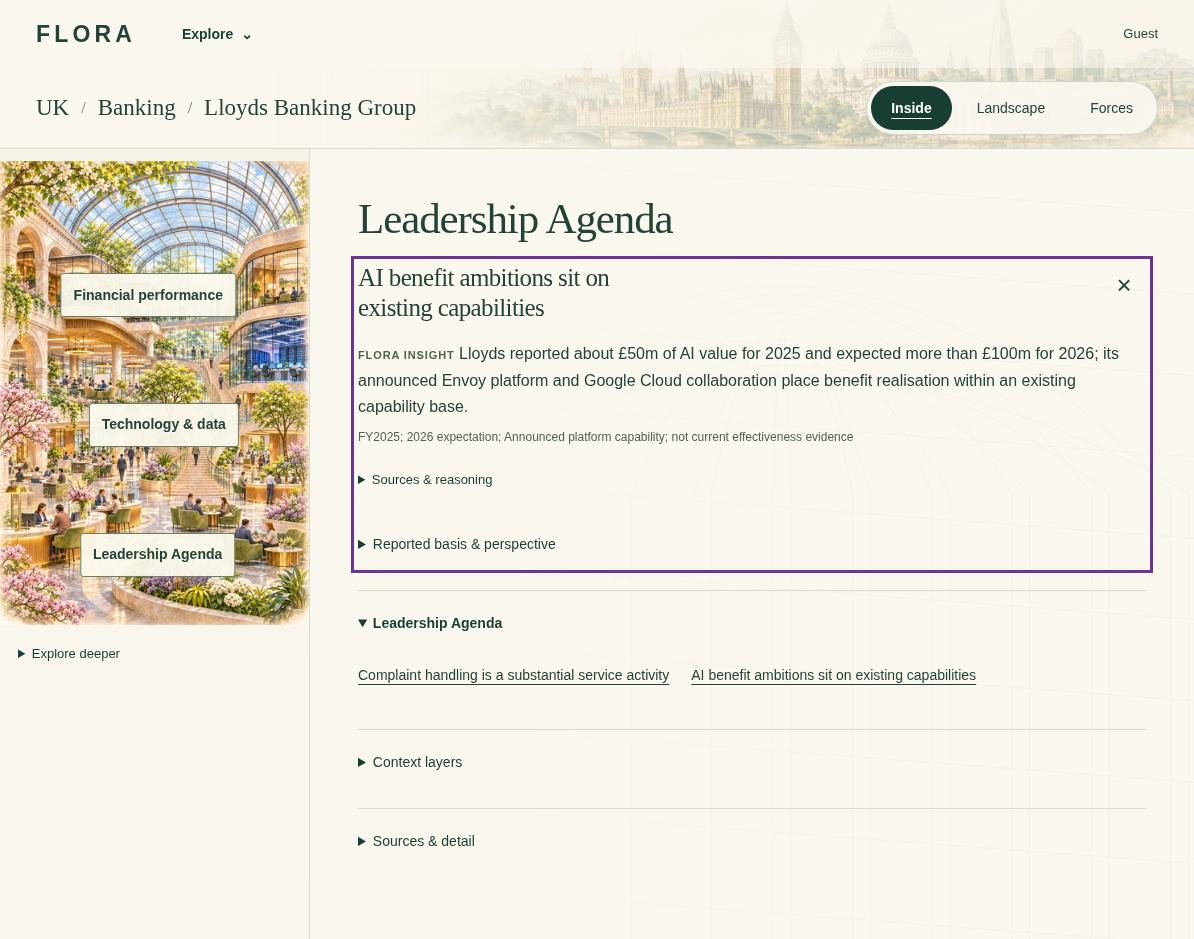 FLORA
Explore
Guest
UK / Banking / Lloyds Banking Group
Inside
Landscape
Forces
Financial performance
Technology & data
Leadership Agenda
Explore deeper
Leadership Agenda
AI benefit ambitions sit on
existing capabilities
FLORA INSIGHT Lloyds reported about £50m of AI value for 2025 and expected more than £100m for 2026; its
announced Envoy platform and Google Cloud collaboration place benefit realisation within an existing
capability base.
FY2025; 2026 expectation; Announced platform capability; not current effectiveness evidence
Sources & reasoning
Reported basis & perspective
Leadership Agenda
Complaint handling is a substantial service activity
AI benefit ambitions sit on existing capabilities
Context layers
Sources & detail